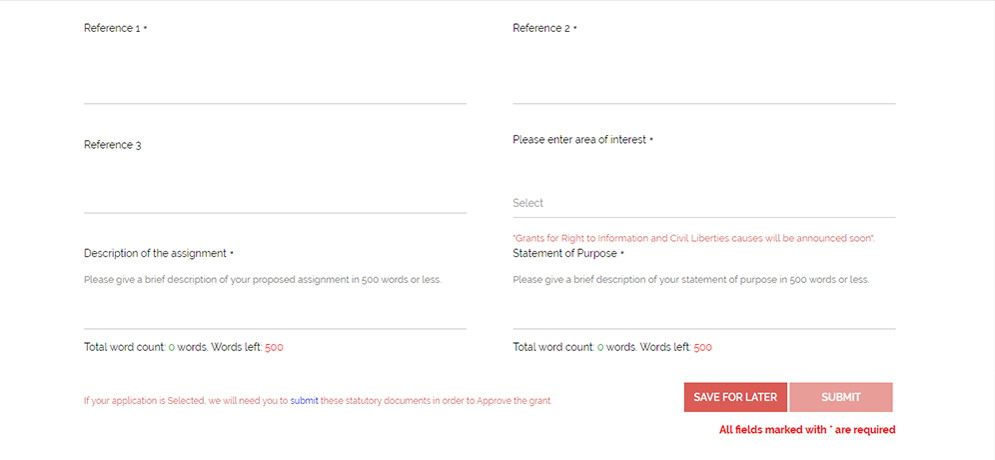 Reference 1 *
Reference 2 *
Reference 3
Please enter area of interest *
Select
"Grants for Right to Information and Civil Liberties causes will be announced soon".
Description of the assignment *
Statement of Purpose *
Please give a brief description of your proposed assignment in 500 words or less.
Please give a brief description of your statement of purpose in 500 words or less.
Total word count: 0 words. Words left: 500
Total word count: 0 words. Words left: 500
If your application is Selected, we will need you to submit these statutory documents in order to Approve the grant.
SAVE FOR LATER
SUBMIT
All fields marked with * are required